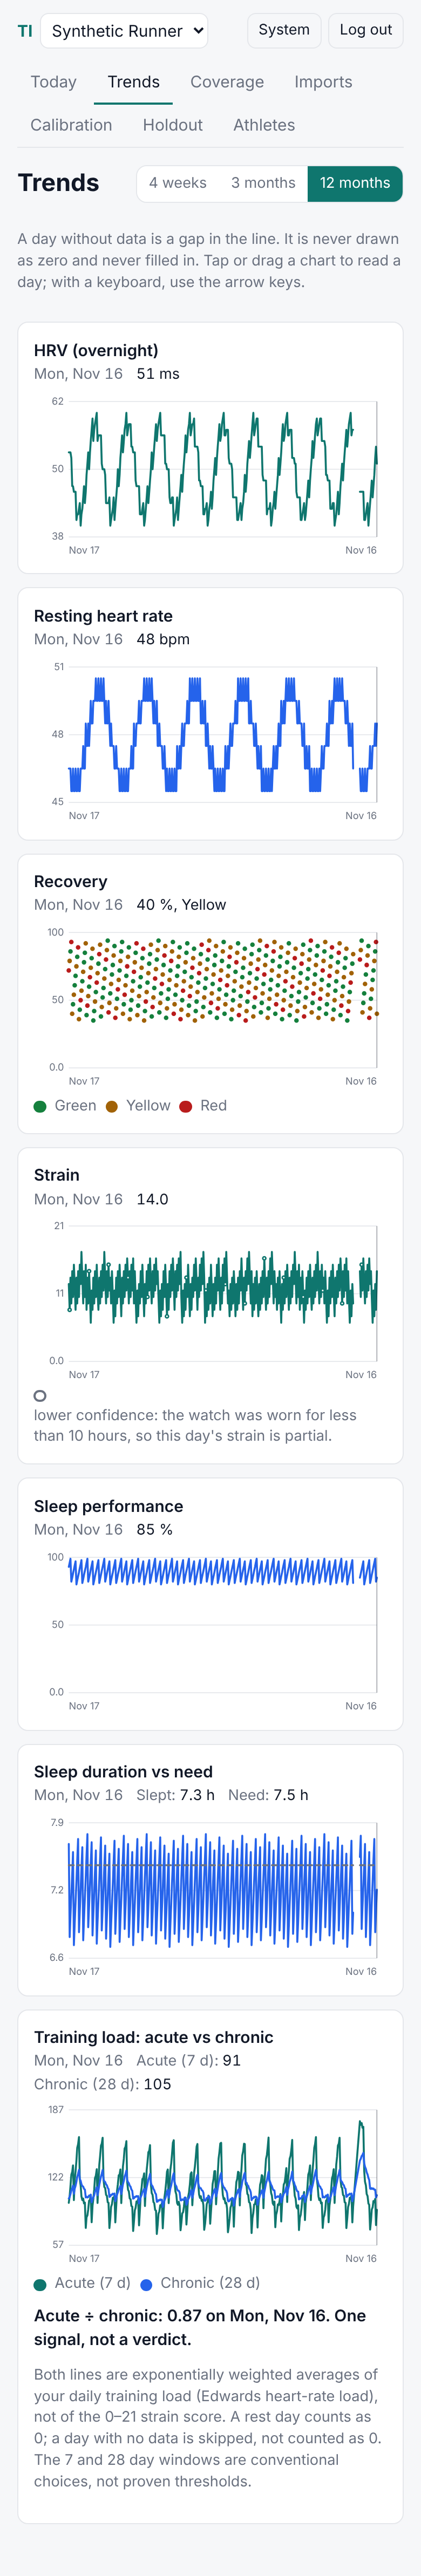 TI Synthetic Runner System Log out
Today Trends Coverage Imports
Calibration Holdout Athletes
Trends 4 weeks 3 months 12 months
A day without data is a gap in the line. It is never drawn
as zero and never filled in. Tap or drag a chart to read a
day; with a keyboard, use the arrow keys.
HRV (overnight)
Mon, Nov 16 51 ms
62
50
38
Nov 17 Nov 16
Resting heart rate
Mon, Nov 16 48 bpm
51
48
45
Nov 17 Nov 16
Recovery
Mon, Nov 16 40 %, Yellow
100
50
0.0
Nov 17 Nov 16
Green Yellow Red
Strain
Mon, Nov 16 14.0
21
11
0.0
Nov 17 Nov 16
lower confidence: the watch was worn for less
than 10 hours, so this day's strain is partial.
Sleep performance
Mon, Nov 16 85 %
100
50
0.0
Nov 17 Nov 16
Sleep duration vs need
Mon, Nov 16 Slept: 7.3 h Need: 7.5 h
7.9
7.2
6.6
Nov 17 Nov 16
Training load: acute vs chronic
Mon, Nov 16 Acute (7 d): 91
Chronic (28 d): 105
187
122
57
Nov 17 Nov 16
Acute (7 d) Chronic (28 d)
Acute ÷ chronic: 0.87 on Mon, Nov 16. One
signal, not a verdict.
Both lines are exponentially weighted averages of
your daily training load (Edwards heart-rate load),
not of the 0–21 strain score. A rest day counts as
0; a day with no data is skipped, not counted as 0.
The 7 and 28 day windows are conventional
choices, not proven thresholds.